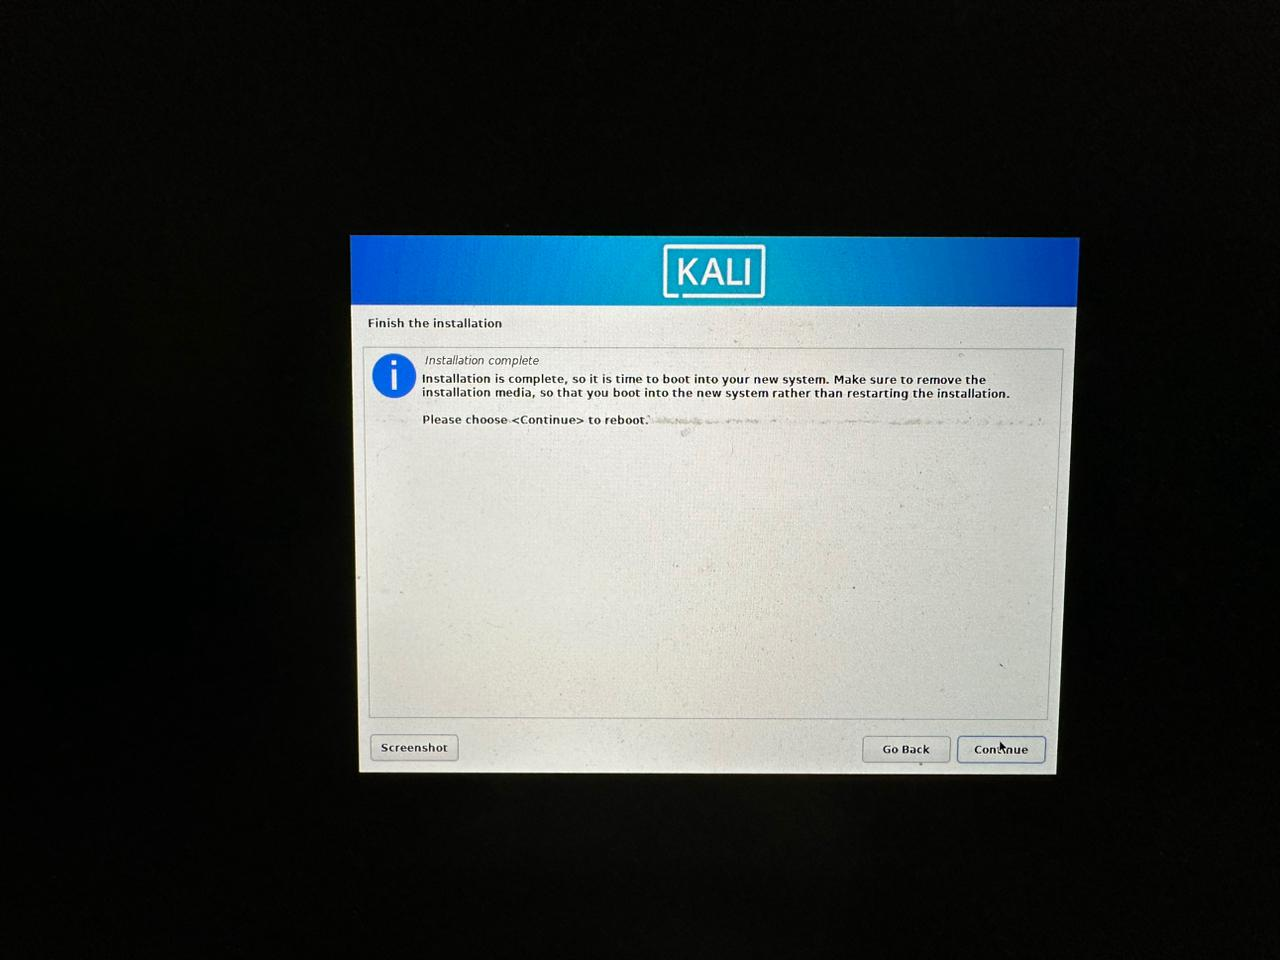 KALI
Finish the installation
Installation complete
Installation is complete, so it is time to boot into your new system. Make sure to remove the
installation media, so that you boot into the new system rather than restarting the installation.
Please choose <Continue> to reboot.
Screenshot
Go Back
Continue